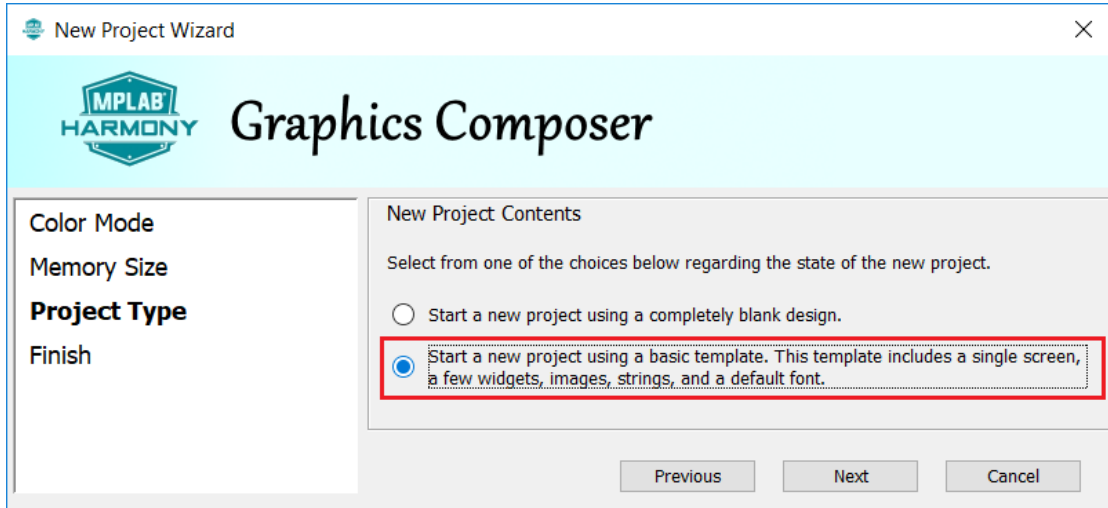 New Project Wizard
MPLAB
HARMONY
Graphics Composer
Color Mode
Memory Size
Project Type
Finish
New Project Contents
Select from one of the choices below regarding the state of the new project.
Start a new project using a completely blank design.
Start a new project using a basic template. This template includes a single screen,
a few widgets, images, strings, and a default font.
Previous
Next
Cancel